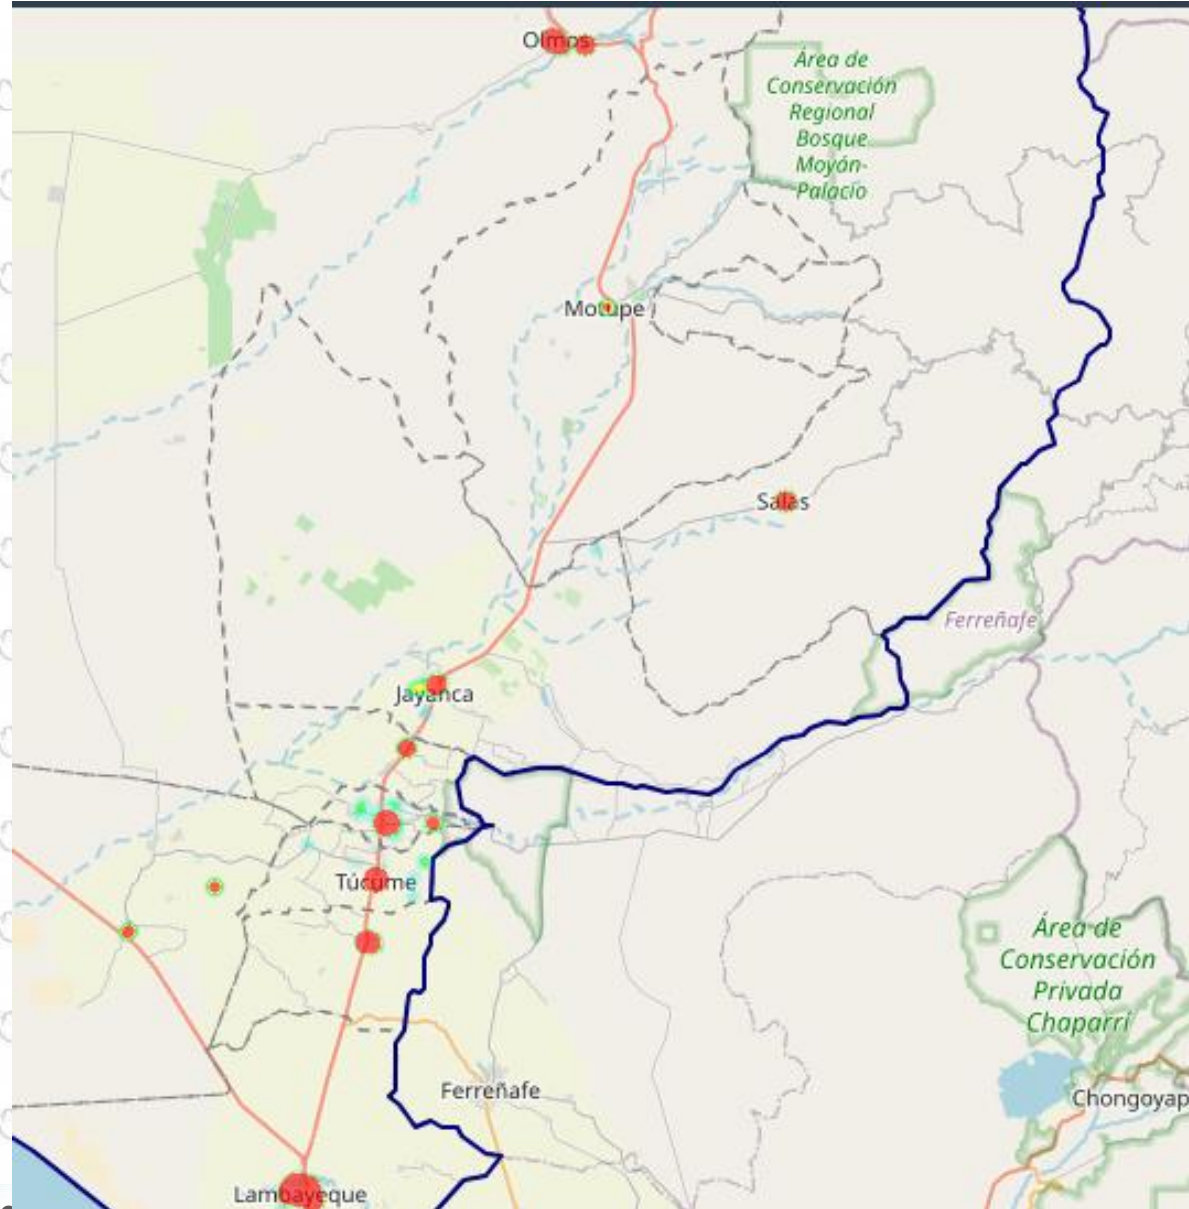 Olmos
Área de
Conservación
Regional
Bosque
Moyán-
Palacio
Motupe
Salas
Ferreñafe
Jayanca
Túcume
Área de
Conservación
Privada
Chaparrí
Ferreñafe
Chongoyap
Lambayeque